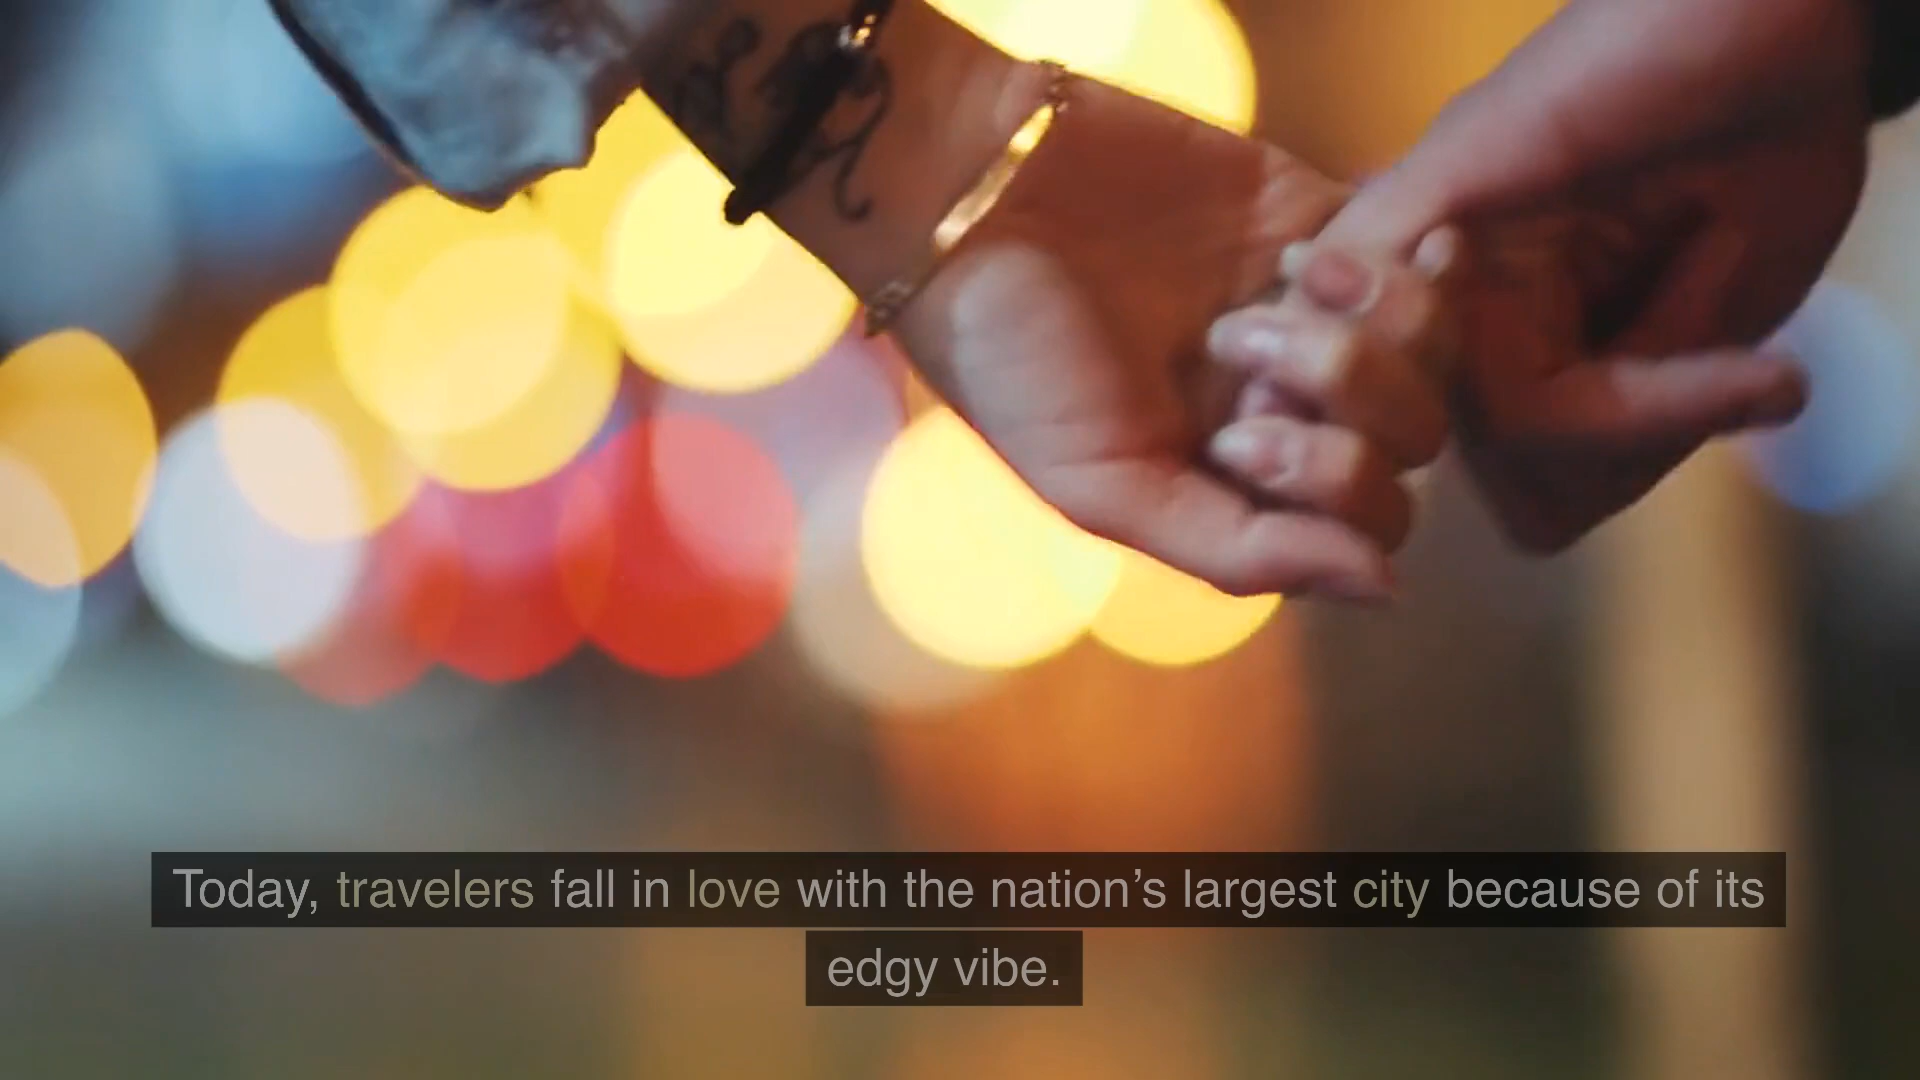 Today, travelers fall in love with the nation’s largest city because of its
edgy vibe.